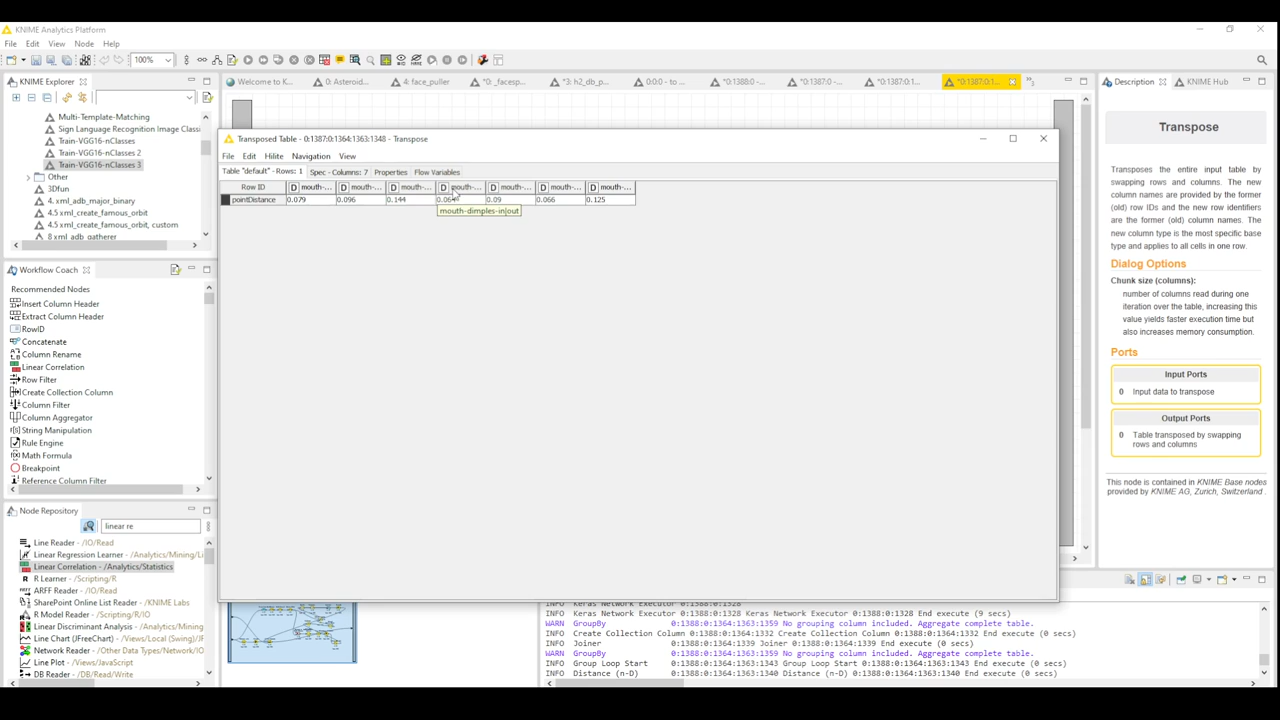 KNIME Analytics Platform
File Edit View Node Help
100%
KNIME Explorer
Welcome to K...
0: Asteroid...
4: face_puller
*0: _facesp...
*3: h2_db_p...
0:0:0 - to ...
*0:1388:0 -...
*0:1387:0 -...
*0:1387:0:1...
*0:1387:0:1...
Description
KNIME Hub
Multi-Template-Matching
Sign Language Recognition Image Classi
Train-VGG16-nClasses
Train-VGG16-nClasses 2
Train-VGG16-nClasses 3
Other
3Dfun
4. xml_adb_major_binary
4.5 xml_create_famous_orbit
4.5 xml_create_famous_orbit, custom
8 xml_adb_gatherer
Workflow Coach
Recommended Nodes
Insert Column Header
Extract Column Header
RowID
Concatenate
Column Rename
Linear Correlation
Row Filter
Create Collection Column
Column Filter
Column Aggregator
String Manipulation
Rule Engine
Math Formula
Breakpoint
Reference Column Filter
Node Repository
linear re
Line Reader - /IO/Read
Linear Regression Learner - /Analytics/Mining/Li
Linear Correlation - /Analytics/Statistics
R Learner - /Scripting/R
ARFF Reader - /IO/Read
SharePoint Online List Reader - /KNIME Labs
R Model Reader - /Scripting/R/IO
Linear Discriminant Analysis - /Analytics/Mining
Line Chart (JFreeChart) - /Views/Local (Swing)/JF
Network Reader - /Other Data Types/Network/IO
Line Plot - /Views/JavaScript
DB Reader - /DB/Read/Write
Transposed Table - 0:1387:0:1364:1363:1348 - Transpose
File Edit Hilite Navigation View
Table "default" - Rows: 1 Spec - Columns: 7 Properties Flow Variables
Row ID D mouth-... D mouth-... D mouth-... D mouth-... D mouth-... D mouth-... D mouth-...
pointDistance 0.079 0.096 0.144 0.09 0.066 0.125
mouth-dimples-in|out
Transpose
Transposes the entire input table by
swapping rows and columns. The new
column names are provided by the former
(old) row IDs and the new row identifiers
are the former (old) column names. The
new column type is the most specific base
type and applies to all cells in one row.
Dialog Options
Chunk size (columns):
number of columns read during one
iteration over the table, increasing this
value yields faster execution time but
also increases memory consumption.
Ports
Input Ports
0 Input data to transpose
Output Ports
0 Table transposed by swapping
rows and columns
This node is contained in KNIME Base nodes
provided by KNIME AG, Zurich, Switzerland .
INFO Keras Network Executor 0:1388:0:1328 Keras Network Executor End execute (9 secs)
WARN GroupBy 0:1388:0:1364:1363:1359 No grouping column included. Aggregate complete table.
INFO Create Collection Column 0:1388:0:1364:1332 Create Collection Column 0:1388:0:1364:1332 End execute (0 secs)
INFO Joiner 0:1388:0:1364:1339 Joiner 0:1388:0:1364:1339 End execute (0 secs)
WARN GroupBy 0:1388:0:1364:1363:1359 No grouping column included. Aggregate complete table.
INFO Group Loop Start 0:1388:0:1364:1363:1343 Group Loop Start 0:1388:0:1364:1363:1343 End execute (0 secs)
INFO Distance (n-D) 0:1388:0:1364:1363:1340 Distance (n-D) 0:1388:0:1364:1363:1340 End execute (0 secs)